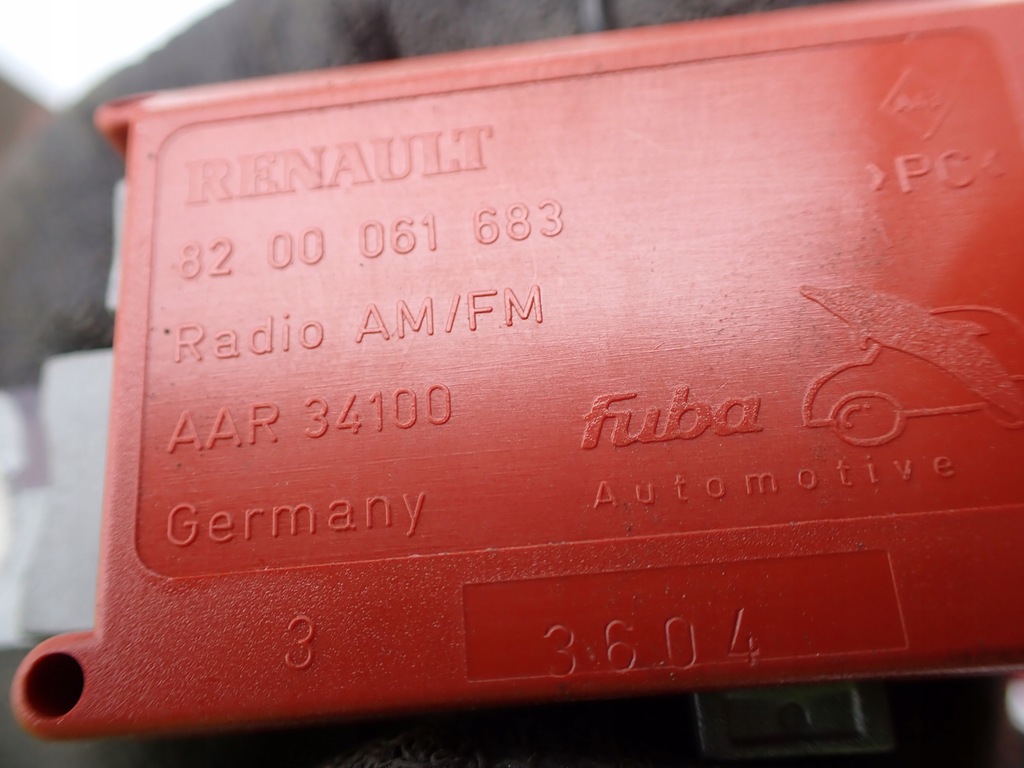 RENAULT
82 00 061 683
Radio AM/FM
AAR 34100
Germany
>PC<
Fuba
Automotive
3
3604